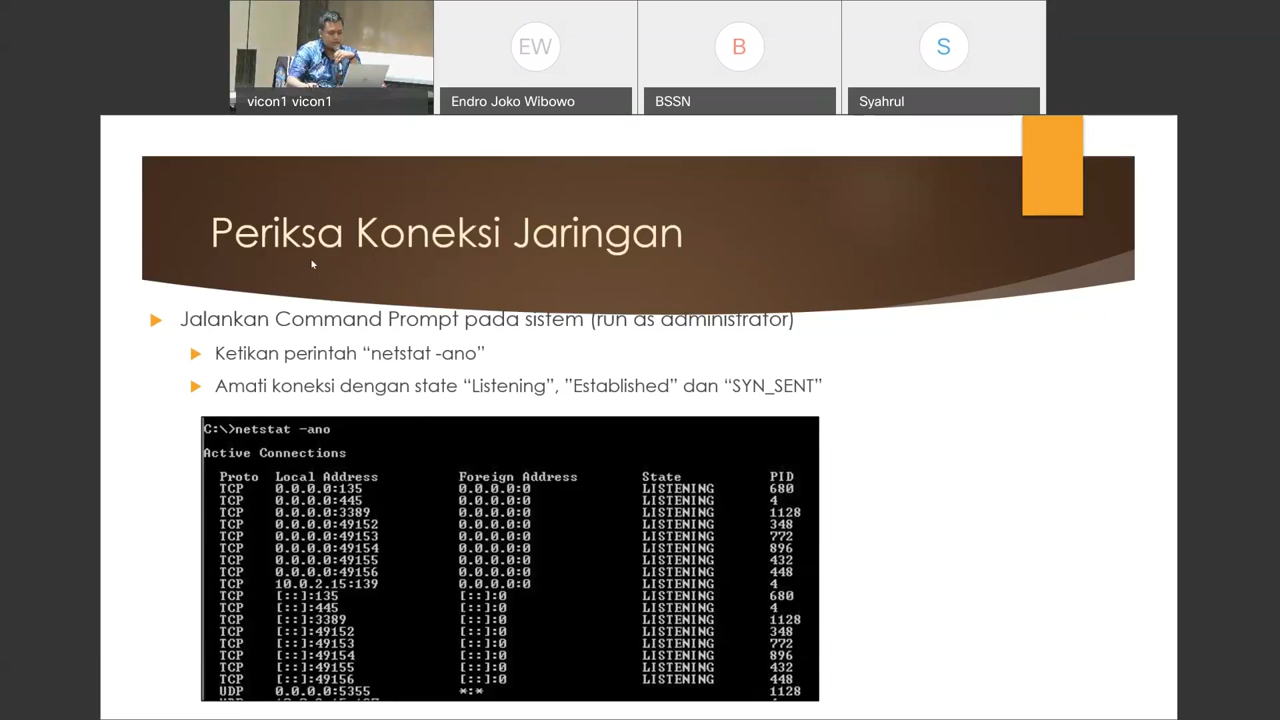 vicon1 vicon1
EW
Endro Joko Wibowo
B
BSSN
S
Syahrul
Periksa Koneksi Jaringan
Jalankan Command Prompt pada sistem (run as administrator)
Ketikan perintah “netstat -ano”
Amati koneksi dengan state “Listening”, ”Established” dan “SYN_SENT”
C:\>netstat -ano
Active Connections
Proto Local Address Foreign Address State PID
TCP 0.0.0.0:135 0.0.0.0:0 LISTENING 680
TCP 0.0.0.0:445 0.0.0.0:0 LISTENING 4
TCP 0.0.0.0:3389 0.0.0.0:0 LISTENING 1128
TCP 0.0.0.0:49152 0.0.0.0:0 LISTENING 348
TCP 0.0.0.0:49153 0.0.0.0:0 LISTENING 772
TCP 0.0.0.0:49154 0.0.0.0:0 LISTENING 896
TCP 0.0.0.0:49155 0.0.0.0:0 LISTENING 432
TCP 0.0.0.0:49156 0.0.0.0:0 LISTENING 448
TCP 10.0.2.15:139 0.0.0.0:0 LISTENING 4
TCP [::]:135 [::]:0 LISTENING 680
TCP [::]:445 [::]:0 LISTENING 4
TCP [::]:3389 [::]:0 LISTENING 1128
TCP [::]:49152 [::]:0 LISTENING 348
TCP [::]:49153 [::]:0 LISTENING 772
TCP [::]:49154 [::]:0 LISTENING 896
TCP [::]:49155 [::]:0 LISTENING 432
TCP [::]:49156 [::]:0 LISTENING 448
UDP 0.0.0.0:5355 *:* 1128